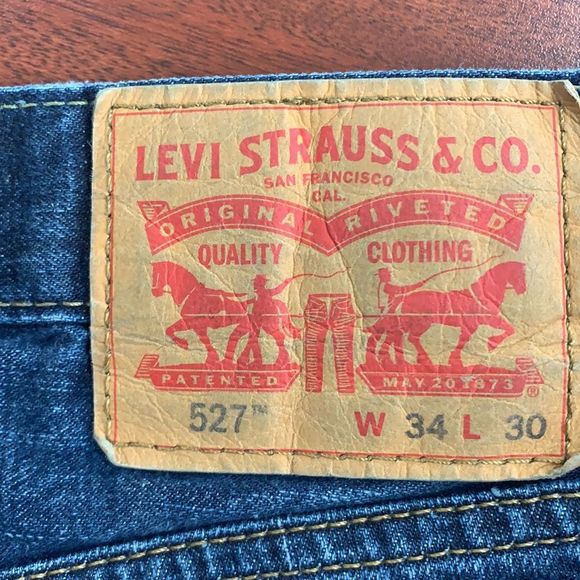 LEVI STRAUSS & CO.
SAN FRANCISCO
CAL.
ORIGINAL RIVETED
QUALITY CLOTHING
PATENTED MAY 20 1873 ®
527™ W 34 L 30